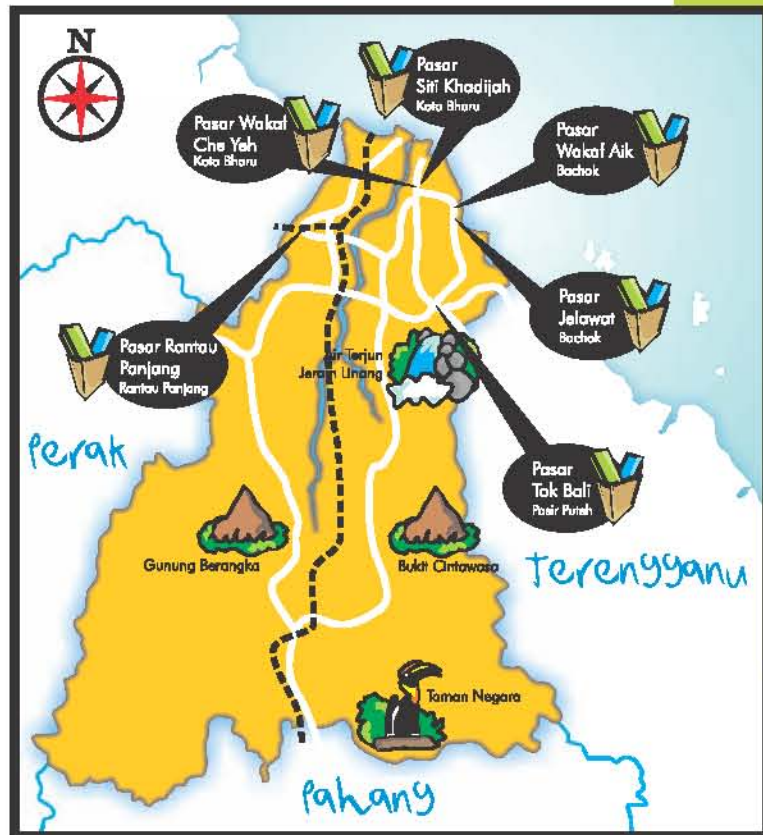 N
Pasar
Siti Khadijah
Kota Bharu
Pasar Wakaf
Che Yeh
Kota Bharu
Pasar
Wakaf Aik
Bachok
Pasar
Jelawat
Bachok
Pasar Rantau
Panjang
Rantau Panjang
Air Terjun
Jeram Linang
Perak
Pasar
Tok Bali
Pasir Puteh
Gunung Berangka
Bukit Cintawasa
Terengganu
Taman Negara
Pahang